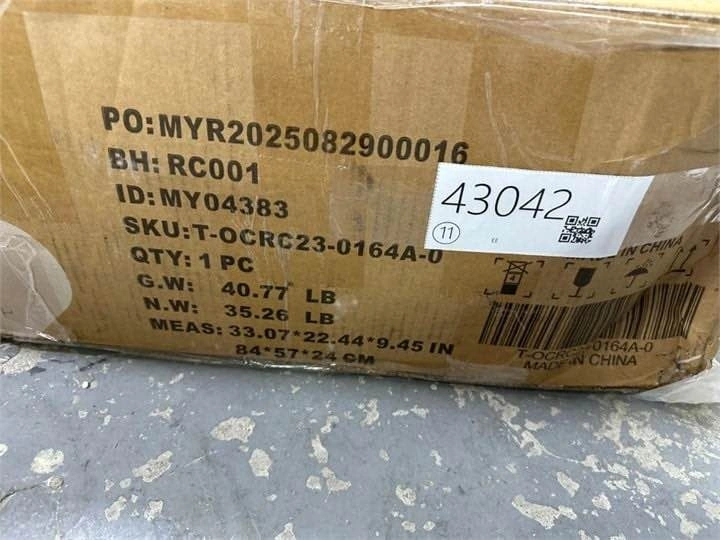 PO:MYR2025082900016
BH: RC001
ID: MY04383
SKU:T-OCRC23-0164A-0
QTY: 1 PC
G.W: 40.77 LB
N.W: 35.26 LB
MEAS: 33.07*22.44*9.45 IN
84*57*24 CM
43042
11
IN CHINA
0164A-0
MADE IN CHINA